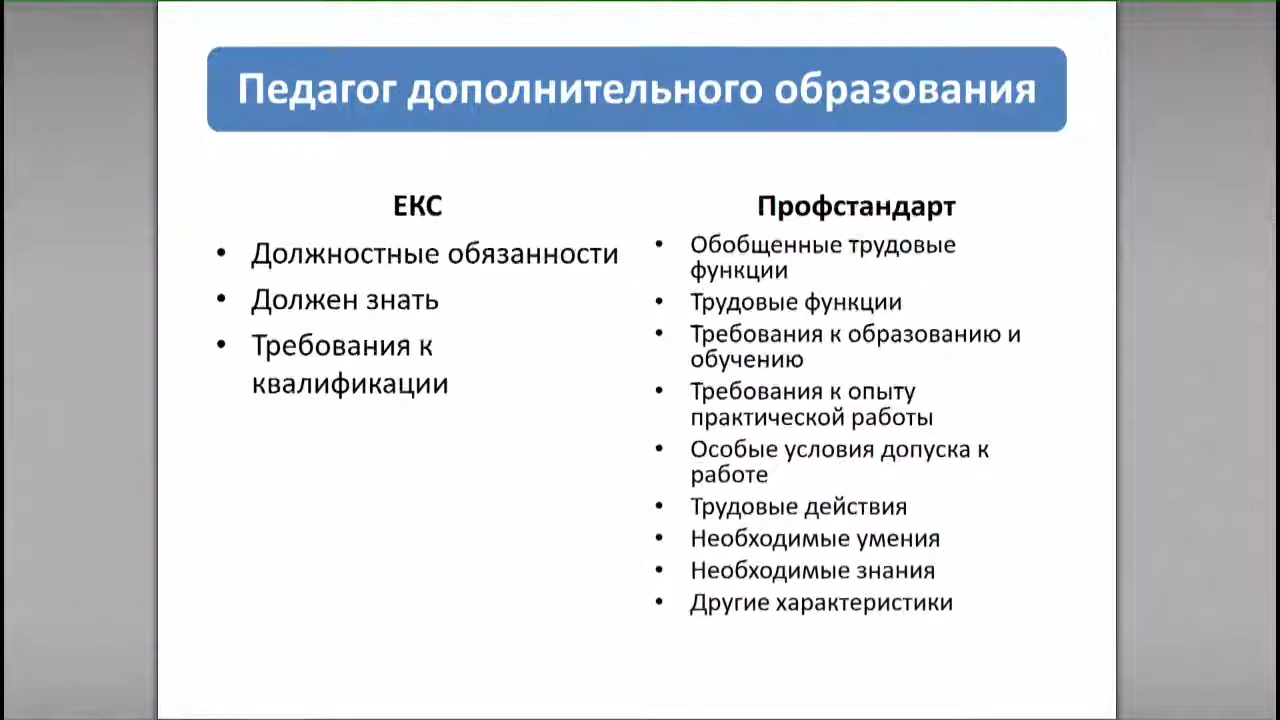 Педагог дополнительного образования
ЕКС
• Должностные обязанности
• Должен знать
• Требования к
квалификации
Профстандарт
• Обобщенные трудовые
функции
• Трудовые функции
• Требования к образованию и
обучению
• Требования к опыту
практической работы
• Особые условия допуска к
работе
• Трудовые действия
• Необходимые умения
• Необходимые знания
• Другие характеристики